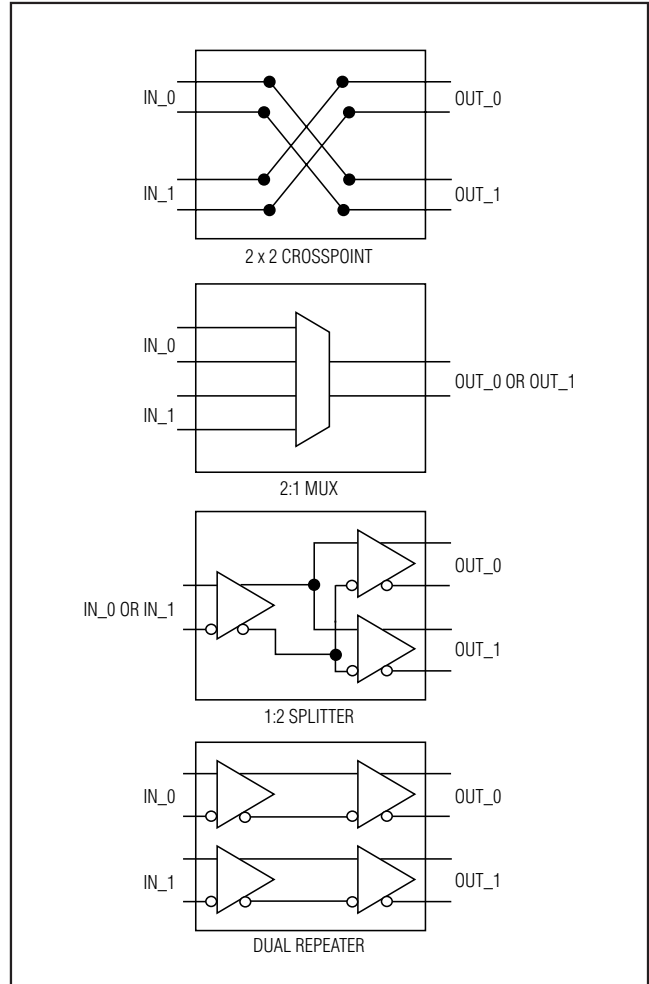 IN_0
OUT_0
IN_1
OUT_1
2 x 2 CROSSPOINT
IN_0
OUT_0 OR OUT_1
IN_1
2:1 MUX
OUT_0
IN_0 OR IN_1
OUT_1
1:2 SPLITTER
IN_0
OUT_0
IN_1
OUT_1
DUAL REPEATER